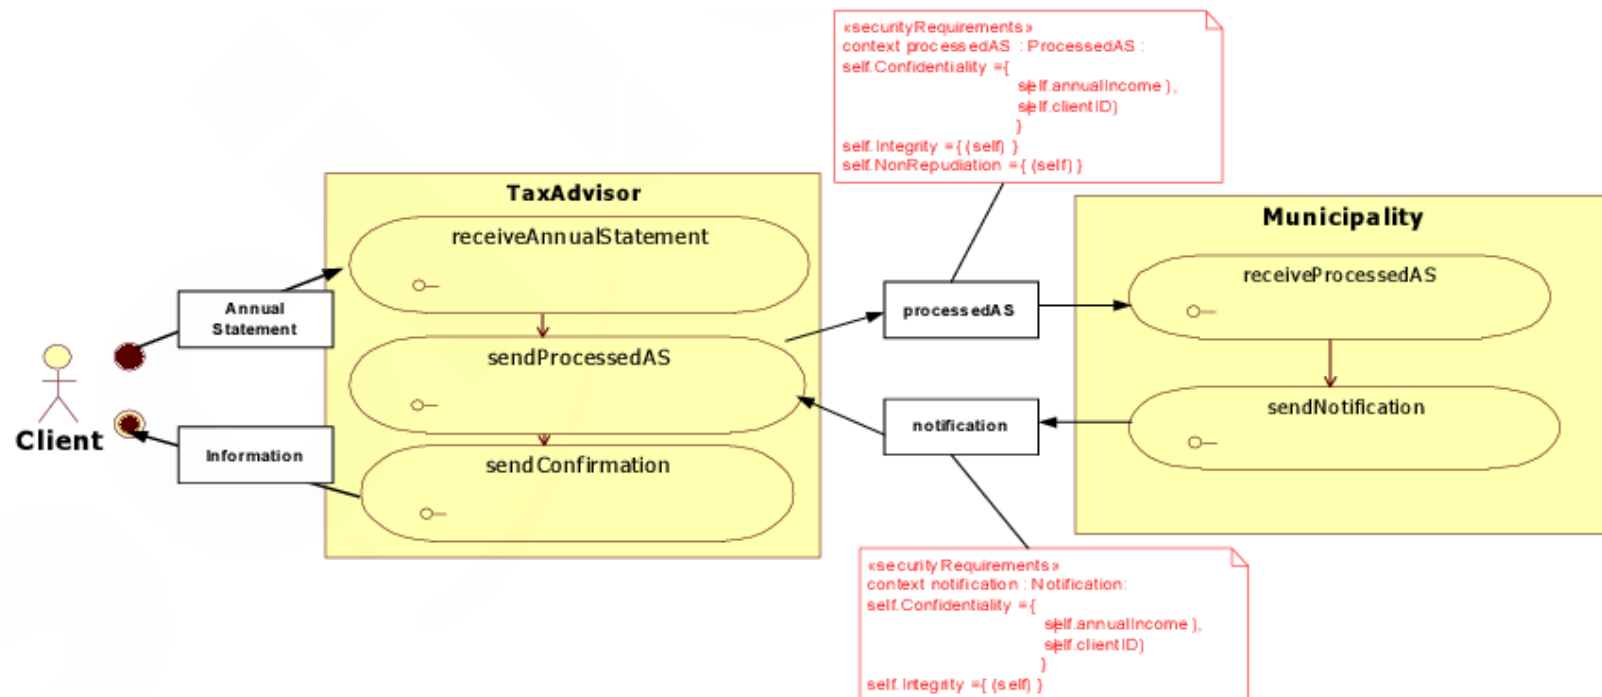 «securityRequirements»
context processedAS : ProcessedAS :
self.Confidentiality ={
self.annualIncome ),
self.clientID)
}
self.Integrity ={ (self) }
self.NonRepudiation ={ (self) }
TaxAdvisor
receiveAnnualStatement
Municipality
receiveProcessedAS
Annual
Statement
processedAS
sendProcessedAS
Client
notification
sendNotification
Information
sendConfirmation
«security Requirements»
context notification : Notification:
self.Confidentiality ={
self.annualIncome ),
self.clientID)
}
self.Integrity ={ (self) }